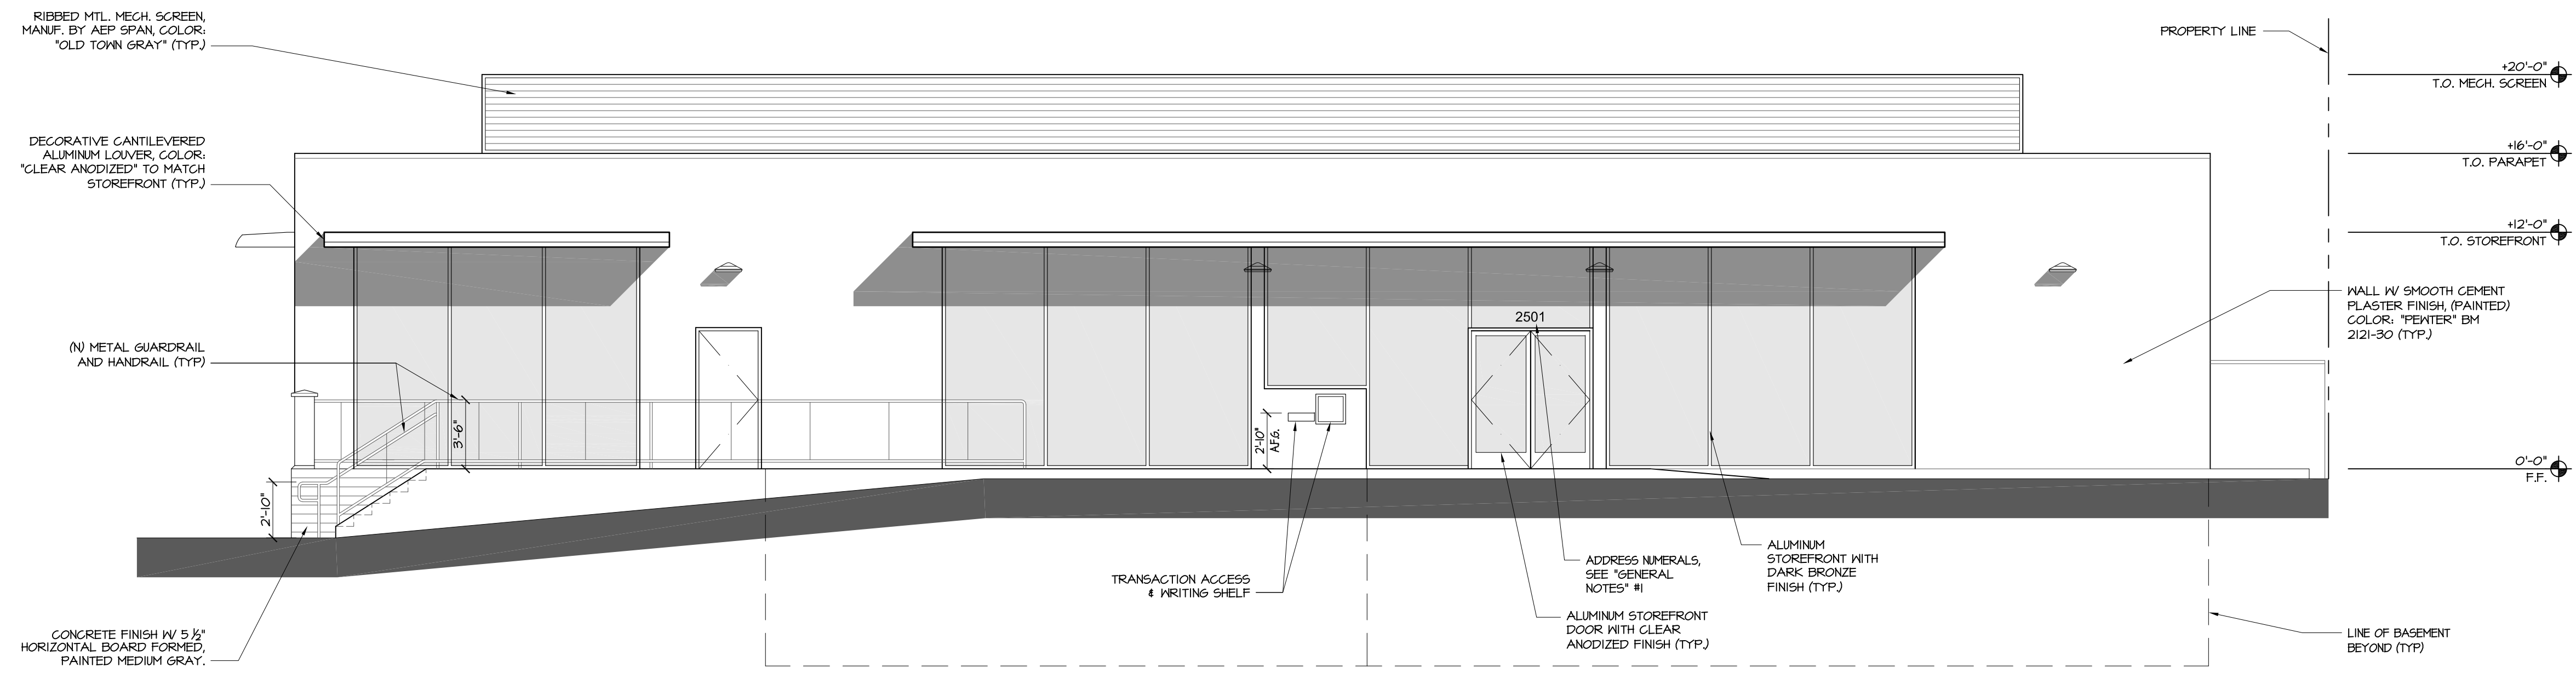 RIBBED MTL. MECH. SCREEN,
MANUF. BY AEP SPAN, COLOR:
"OLD TOWN GRAY" (TYP.)
DECORATIVE CANTILEVERED
ALUMINUM LOUVER, COLOR:
"CLEAR ANODIZED" TO MATCH
STOREFRONT (TYP.)
(N) METAL GUARDRAIL
AND HANDRAIL (TYP)
CONCRETE FINISH W/ 5 1/2"
HORIZONTAL BOARD FORMED,
PAINTED MEDIUM GRAY.
2'-10"
3'-6"
2'-10"
A.F.G.
2501
TRANSACTION ACCESS
& WRITING SHELF
ADDRESS NUMERALS,
SEE "GENERAL
NOTES" #1
ALUMINUM STOREFRONT
DOOR WITH CLEAR
ANODIZED FINISH (TYP.)
ALUMINUM
STOREFRONT WITH
DARK BRONZE
FINISH (TYP.)
PROPERTY LINE
+20'-0"
T.O. MECH. SCREEN
+16'-0"
T.O. PARAPET
+12'-0"
T.O. STOREFRONT
WALL W/ SMOOTH CEMENT
PLASTER FINISH, (PAINTED)
COLOR: "PEWTER" BM
2121-30 (TYP.)
0'-0"
F.F.
LINE OF BASEMENT
BEYOND (TYP)